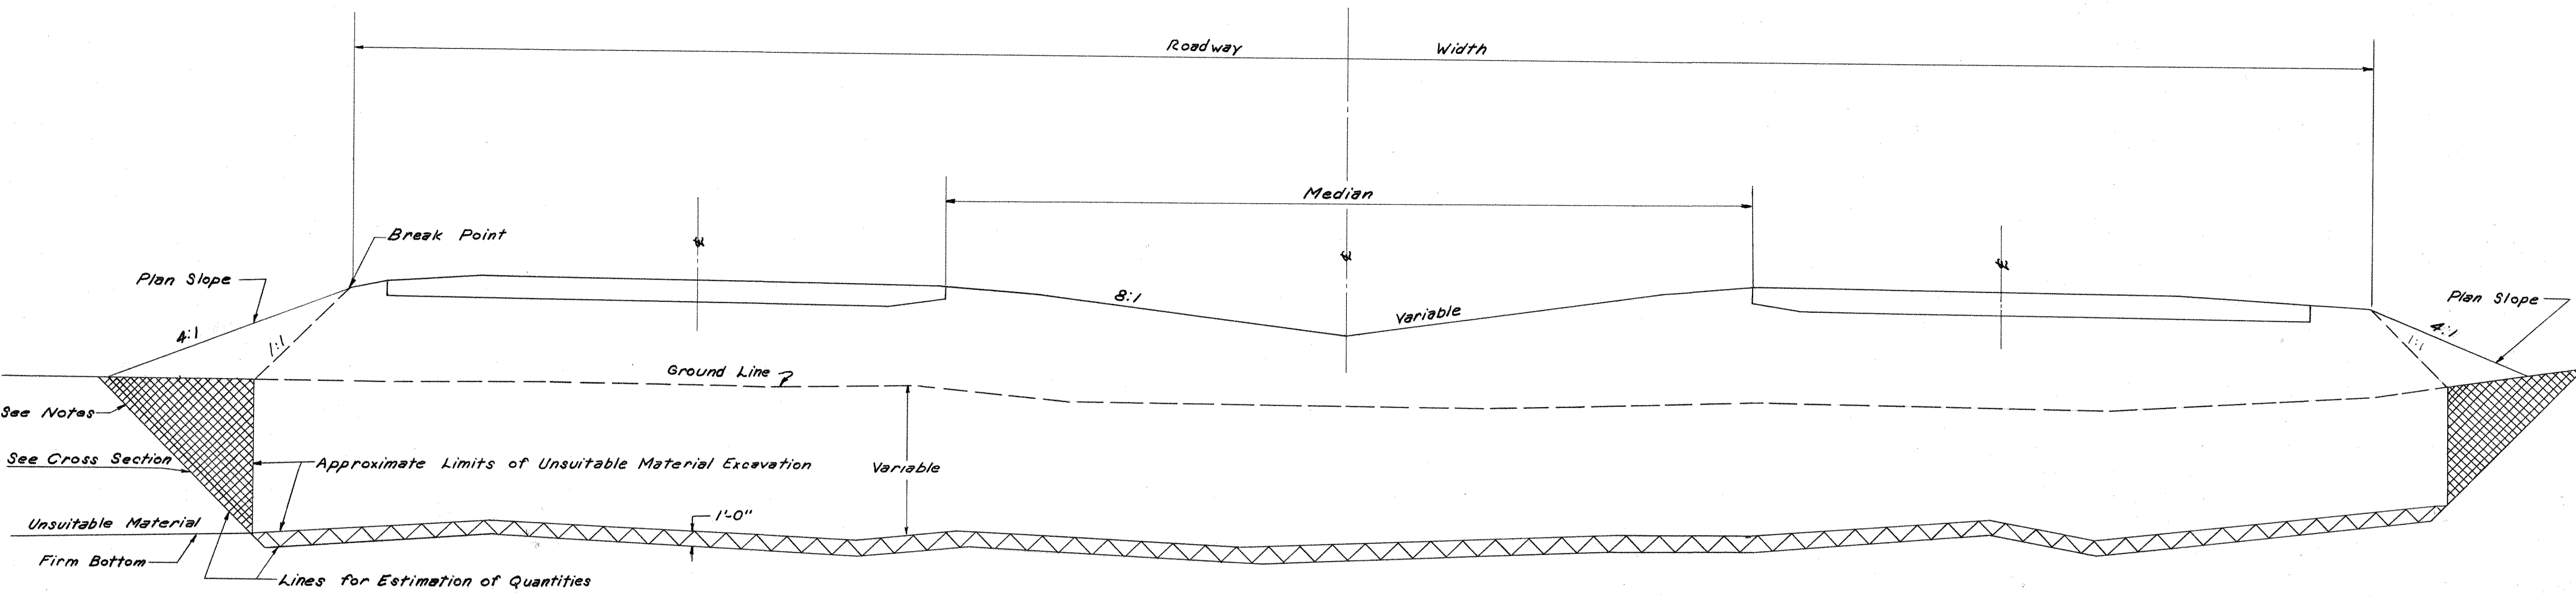 Roadway Width
Median
Break Point
℄
℄
℄
Plan Slope
Plan Slope
8:1
Variable
4:1
1:1
4:1
1:1
Ground Line
See Notes
See Cross Section
Approximate Limits of Unsuitable Material Excavation
Variable
Unsuitable Material
1'-0"
Firm Bottom
Lines for Estimation of Quantities